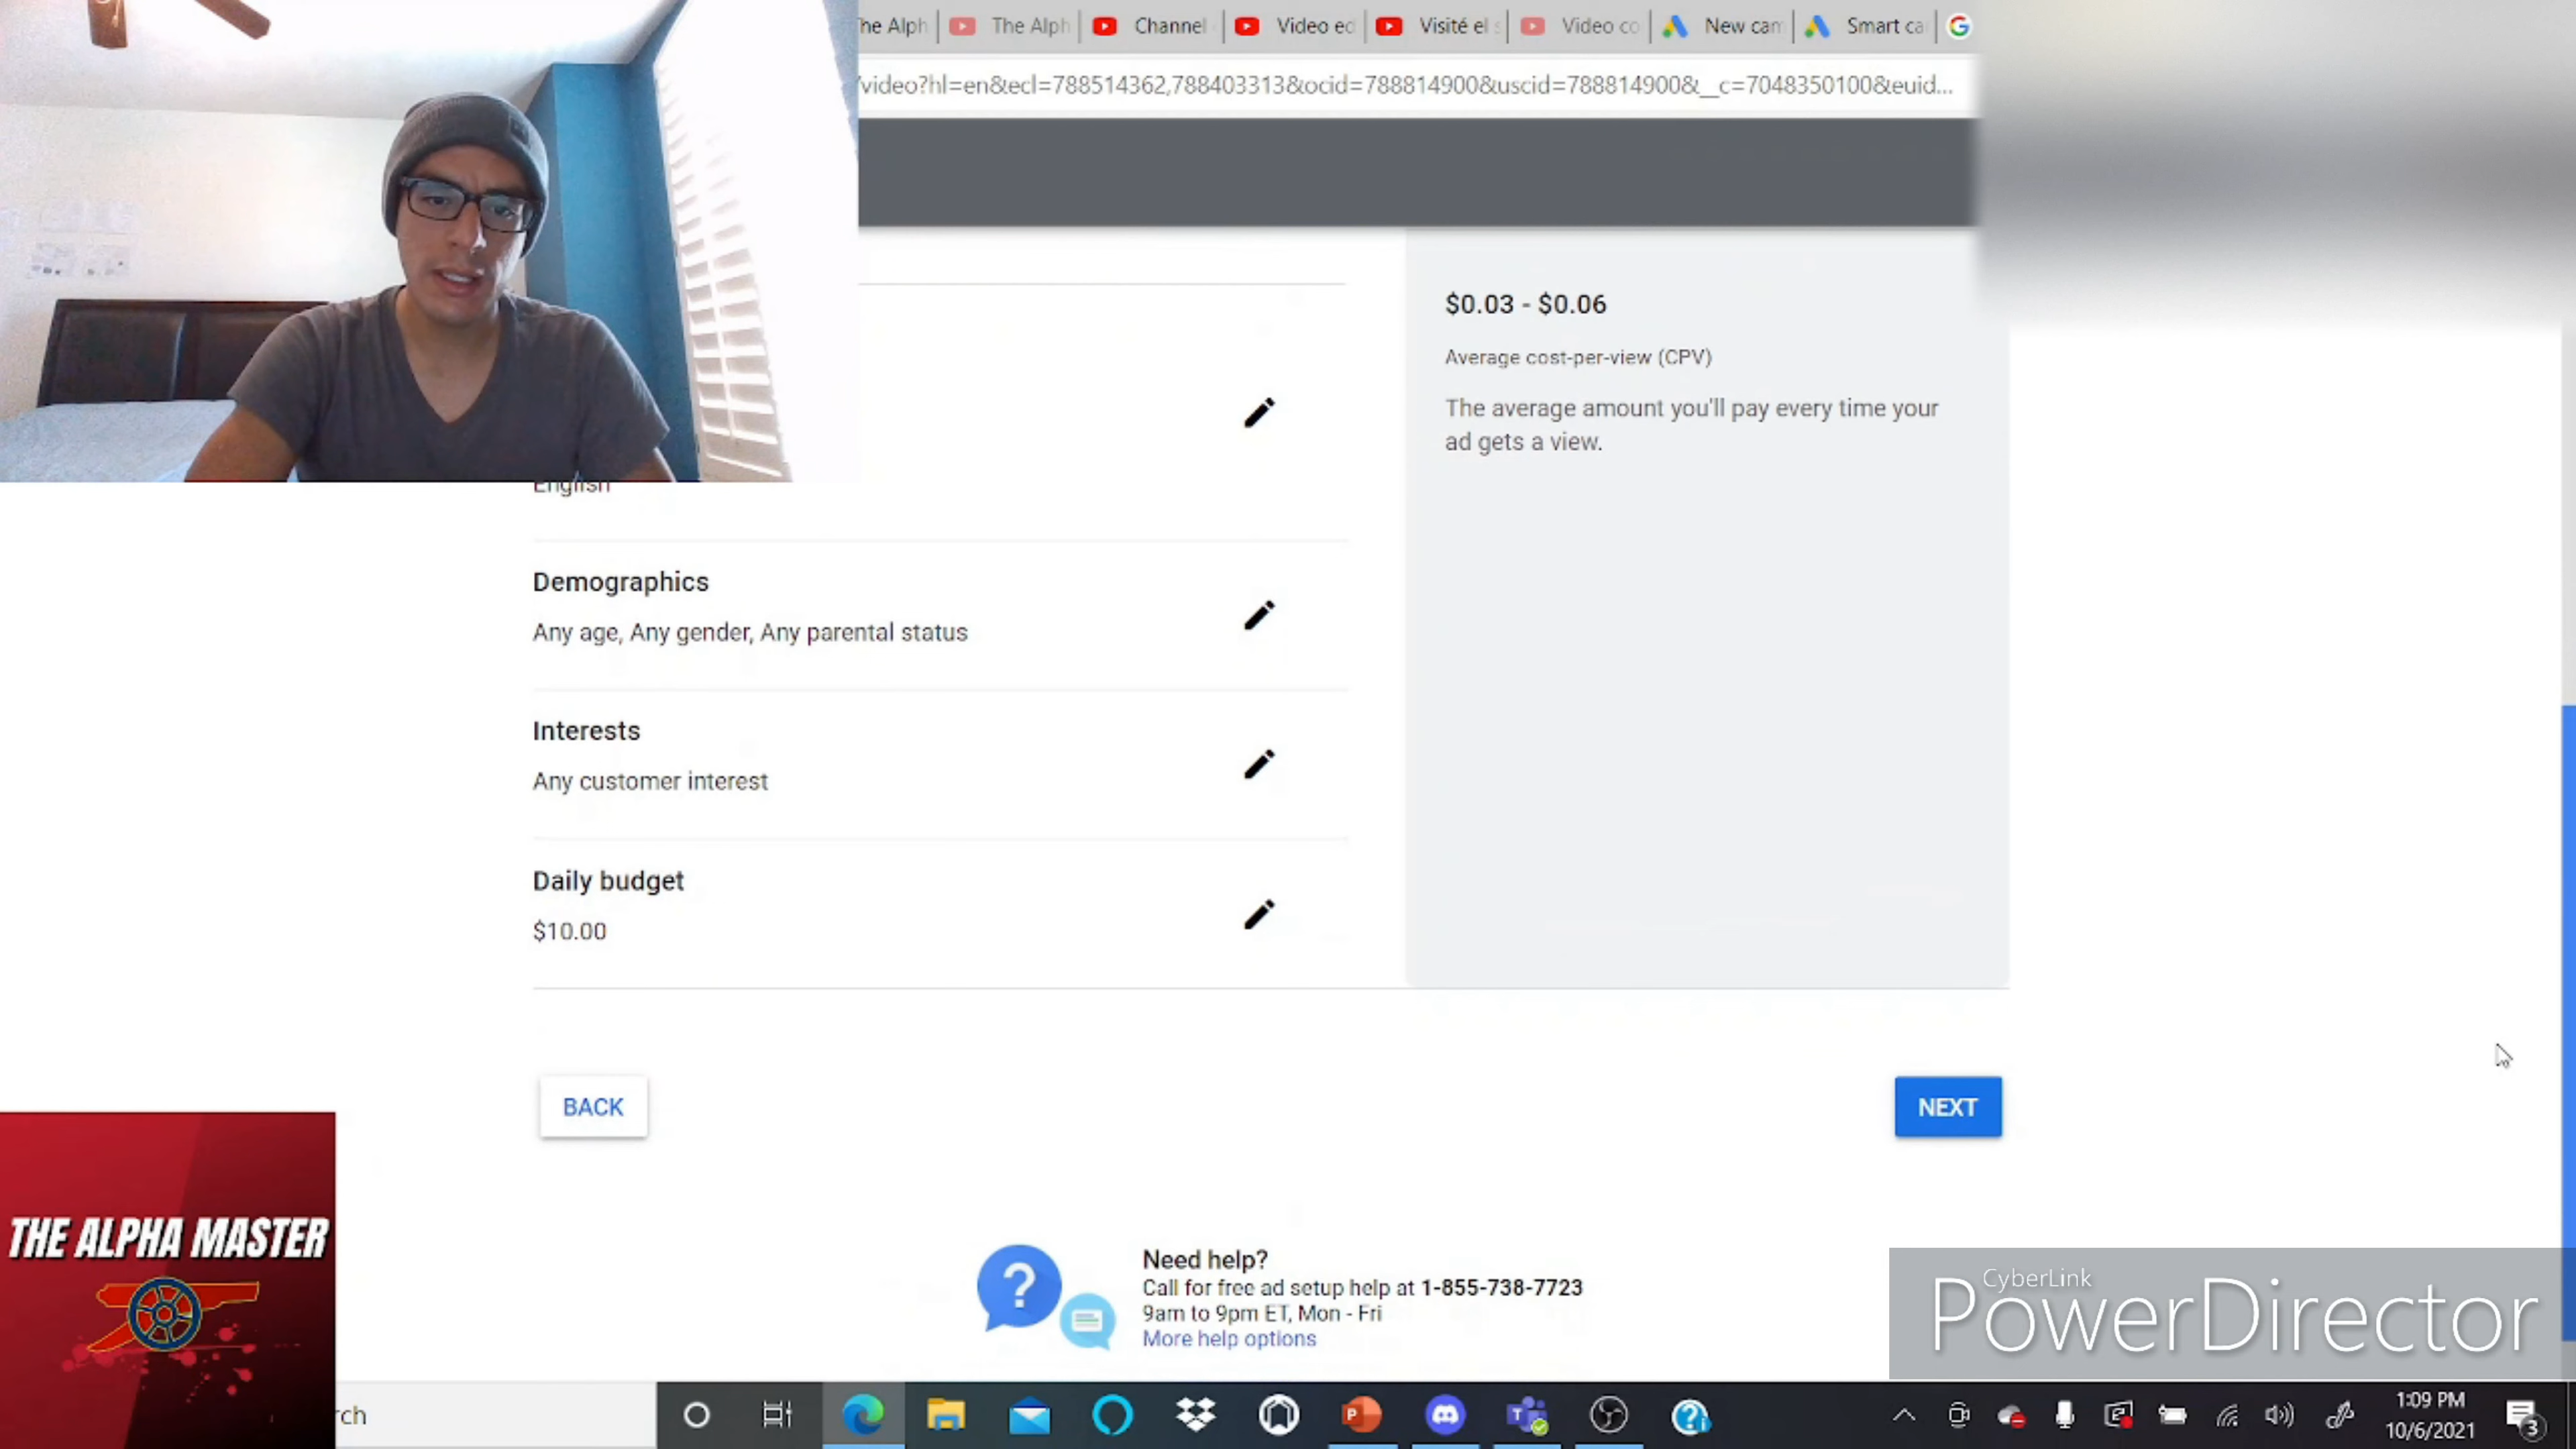 he Alph
The Alph
Channel
Video ed
Visité el s
Video co
New cam
Smart ca
/video?hl=en&ecl=788514362,788403313&ocid=788814900&uscid=788814900&__c=7048350100&euid...
$0.03 - $0.06
Average cost-per-view (CPV)
The average amount you'll pay every time your
ad gets a view.
English
Demographics
Any age, Any gender, Any parental status
Interests
Any customer interest
Daily budget
$10.00
BACK
NEXT
THE ALPHA MASTER
Need help?
Call for free ad setup help at 1-855-738-7723
9am to 9pm ET, Mon - Fri
More help options
CyberLink
PowerDirector
rch
1:09 PM
10/6/2021
3